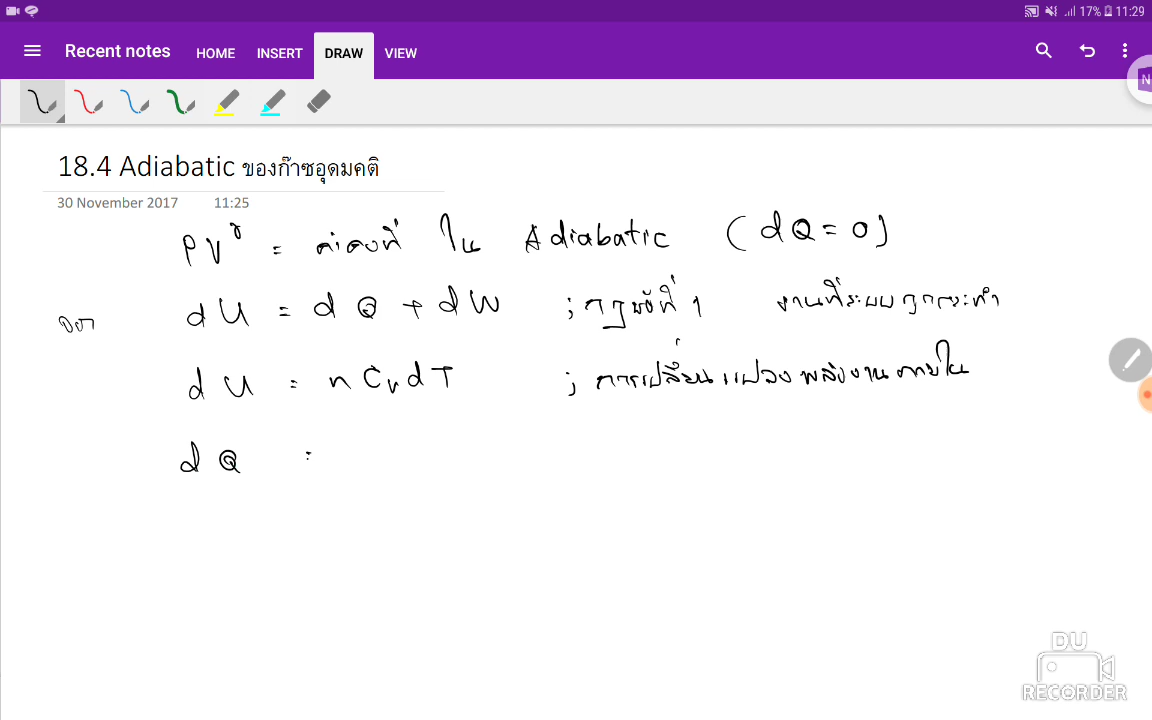 17% 11:29
Recent notes HOME INSERT DRAW VIEW
N
18.4 Adiabatic ของก๊าซอุดมคติ
30 November 2017 11:25
PV^γ = ค่าคงที่ ใน Adiabatic (dQ = 0)
จาก dU = dQ + dW ; กฎข้อที่ 1 งานที่ระบบถูกกระทำ
dU = nCvdT ; การเปลี่ยนแปลงพลังงานภายใน
dQ =
DU
RECORDER